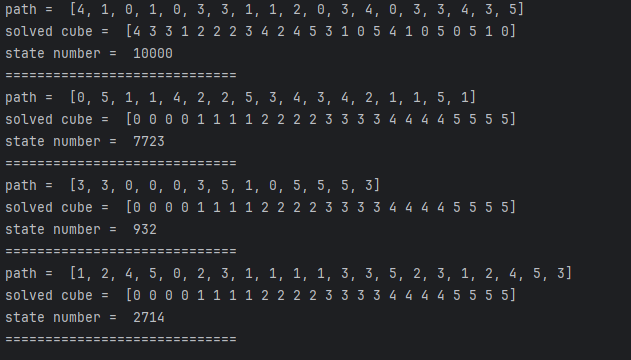 path =  [4, 1, 0, 1, 0, 3, 3, 1, 1, 2, 0, 3, 4, 0, 3, 3, 4, 3, 5]
solved cube =  [4 3 3 1 2 2 2 3 4 2 4 5 3 1 0 5 4 1 0 5 0 5 1 0]
state number =  10000
=============================
path =  [0, 5, 1, 1, 4, 2, 2, 5, 3, 4, 3, 4, 2, 1, 1, 5, 1]
solved cube =  [0 0 0 0 1 1 1 1 2 2 2 2 3 3 3 3 4 4 4 4 5 5 5 5]
state number =  7723
=============================
path =  [3, 3, 0, 0, 0, 3, 5, 1, 0, 5, 5, 5, 3]
solved cube =  [0 0 0 0 1 1 1 1 2 2 2 2 3 3 3 3 4 4 4 4 5 5 5 5]
state number =  932
=============================
path =  [1, 2, 4, 5, 0, 2, 3, 1, 1, 1, 1, 3, 3, 5, 2, 3, 1, 2, 4, 5, 3]
solved cube =  [0 0 0 0 1 1 1 1 2 2 2 2 3 3 3 3 4 4 4 4 5 5 5 5]
state number =  2714
=============================